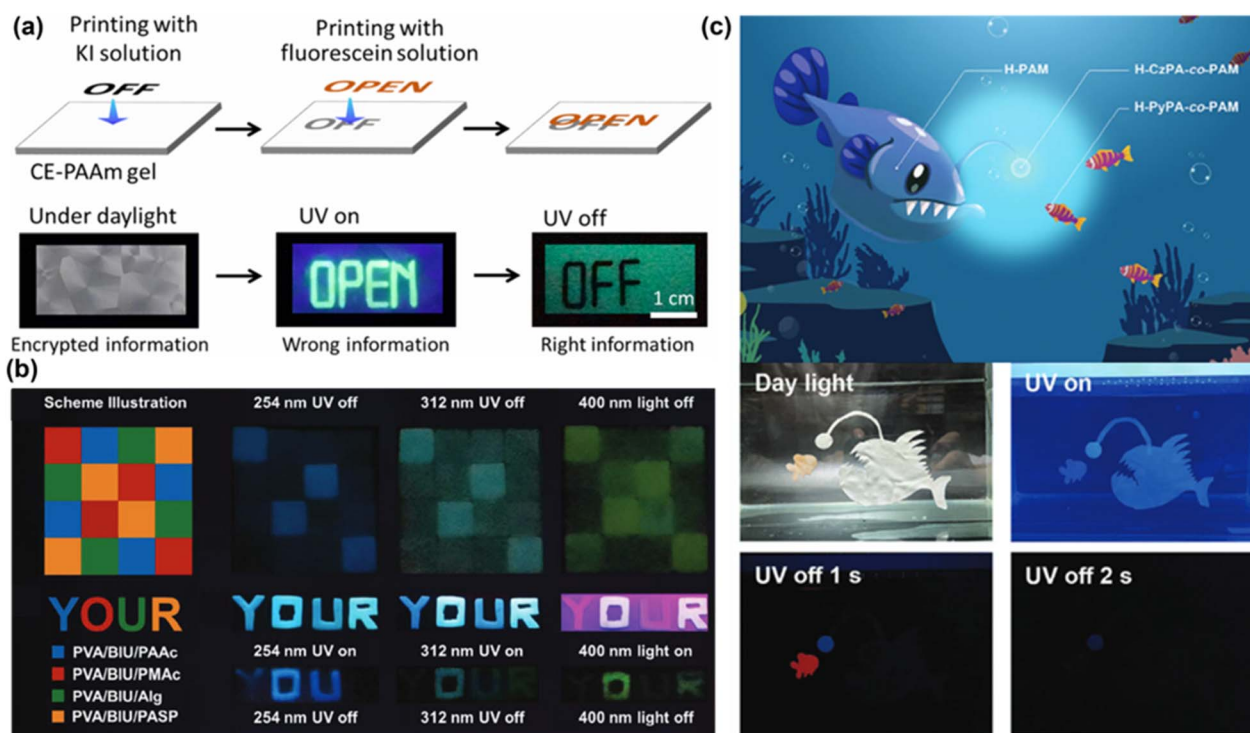 (a)
Printing with
KI solution
OFF
CE-PAAm gel
Printing with
fluorescein solution
OPEN
OFF
OPEN
OFF
Under daylight
Encrypted information
UV on
OPEN
Wrong information
UV off
OFF
1 cm
Right information
(b)
Scheme Illustration
254 nm UV off
312 nm UV off
400 nm light off
YOUR
YOUR
YOUR
YOUR
254 nm UV on
312 nm UV on
400 nm light on
PVA/BIU/PAAc
PVA/BIU/PMAc
PVA/BIU/Alg
PVA/BIU/PASP
OU
OUR
OUR
254 nm UV off
312 nm UV off
400 nm light off
(c)
H-PAM
H-CzPA-co-PAM
H-PyPA-co-PAM
Day light
UV on
UV off 1 s
UV off 2 s